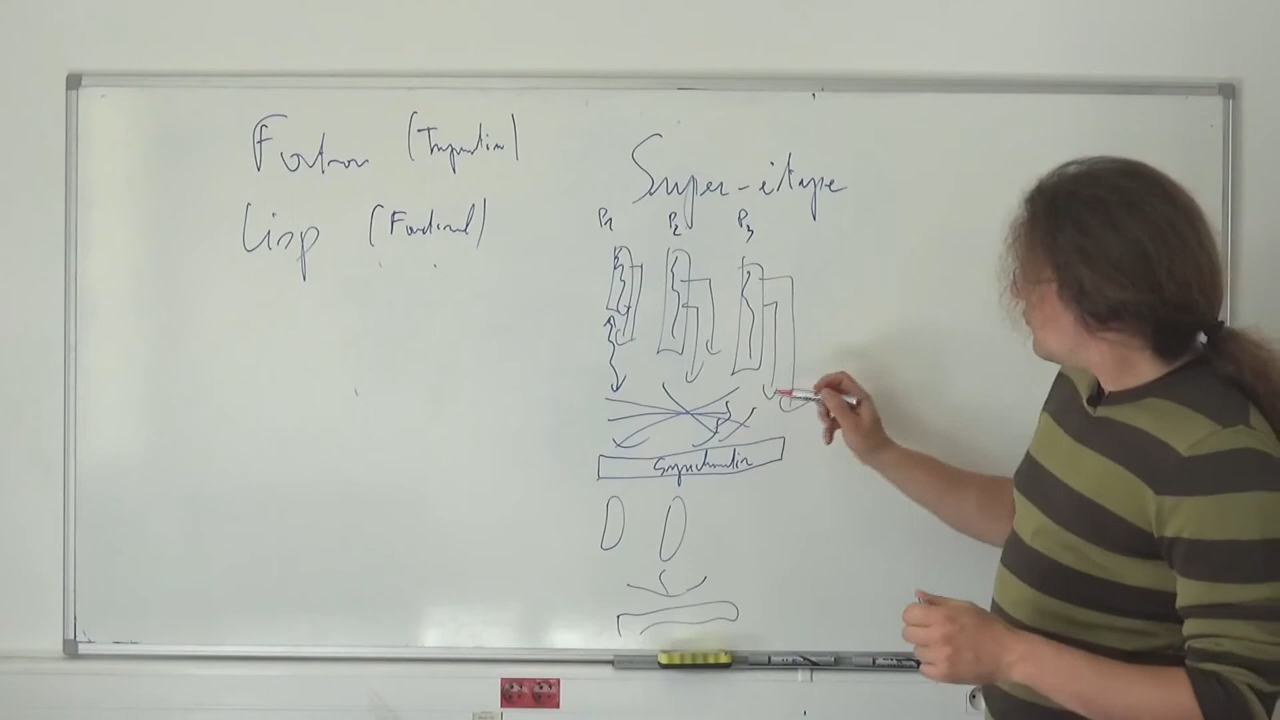 Fortran (Impératif)
Lisp (Fonctionnel)
Super-étape
P1 P2 P3
Synchronisation